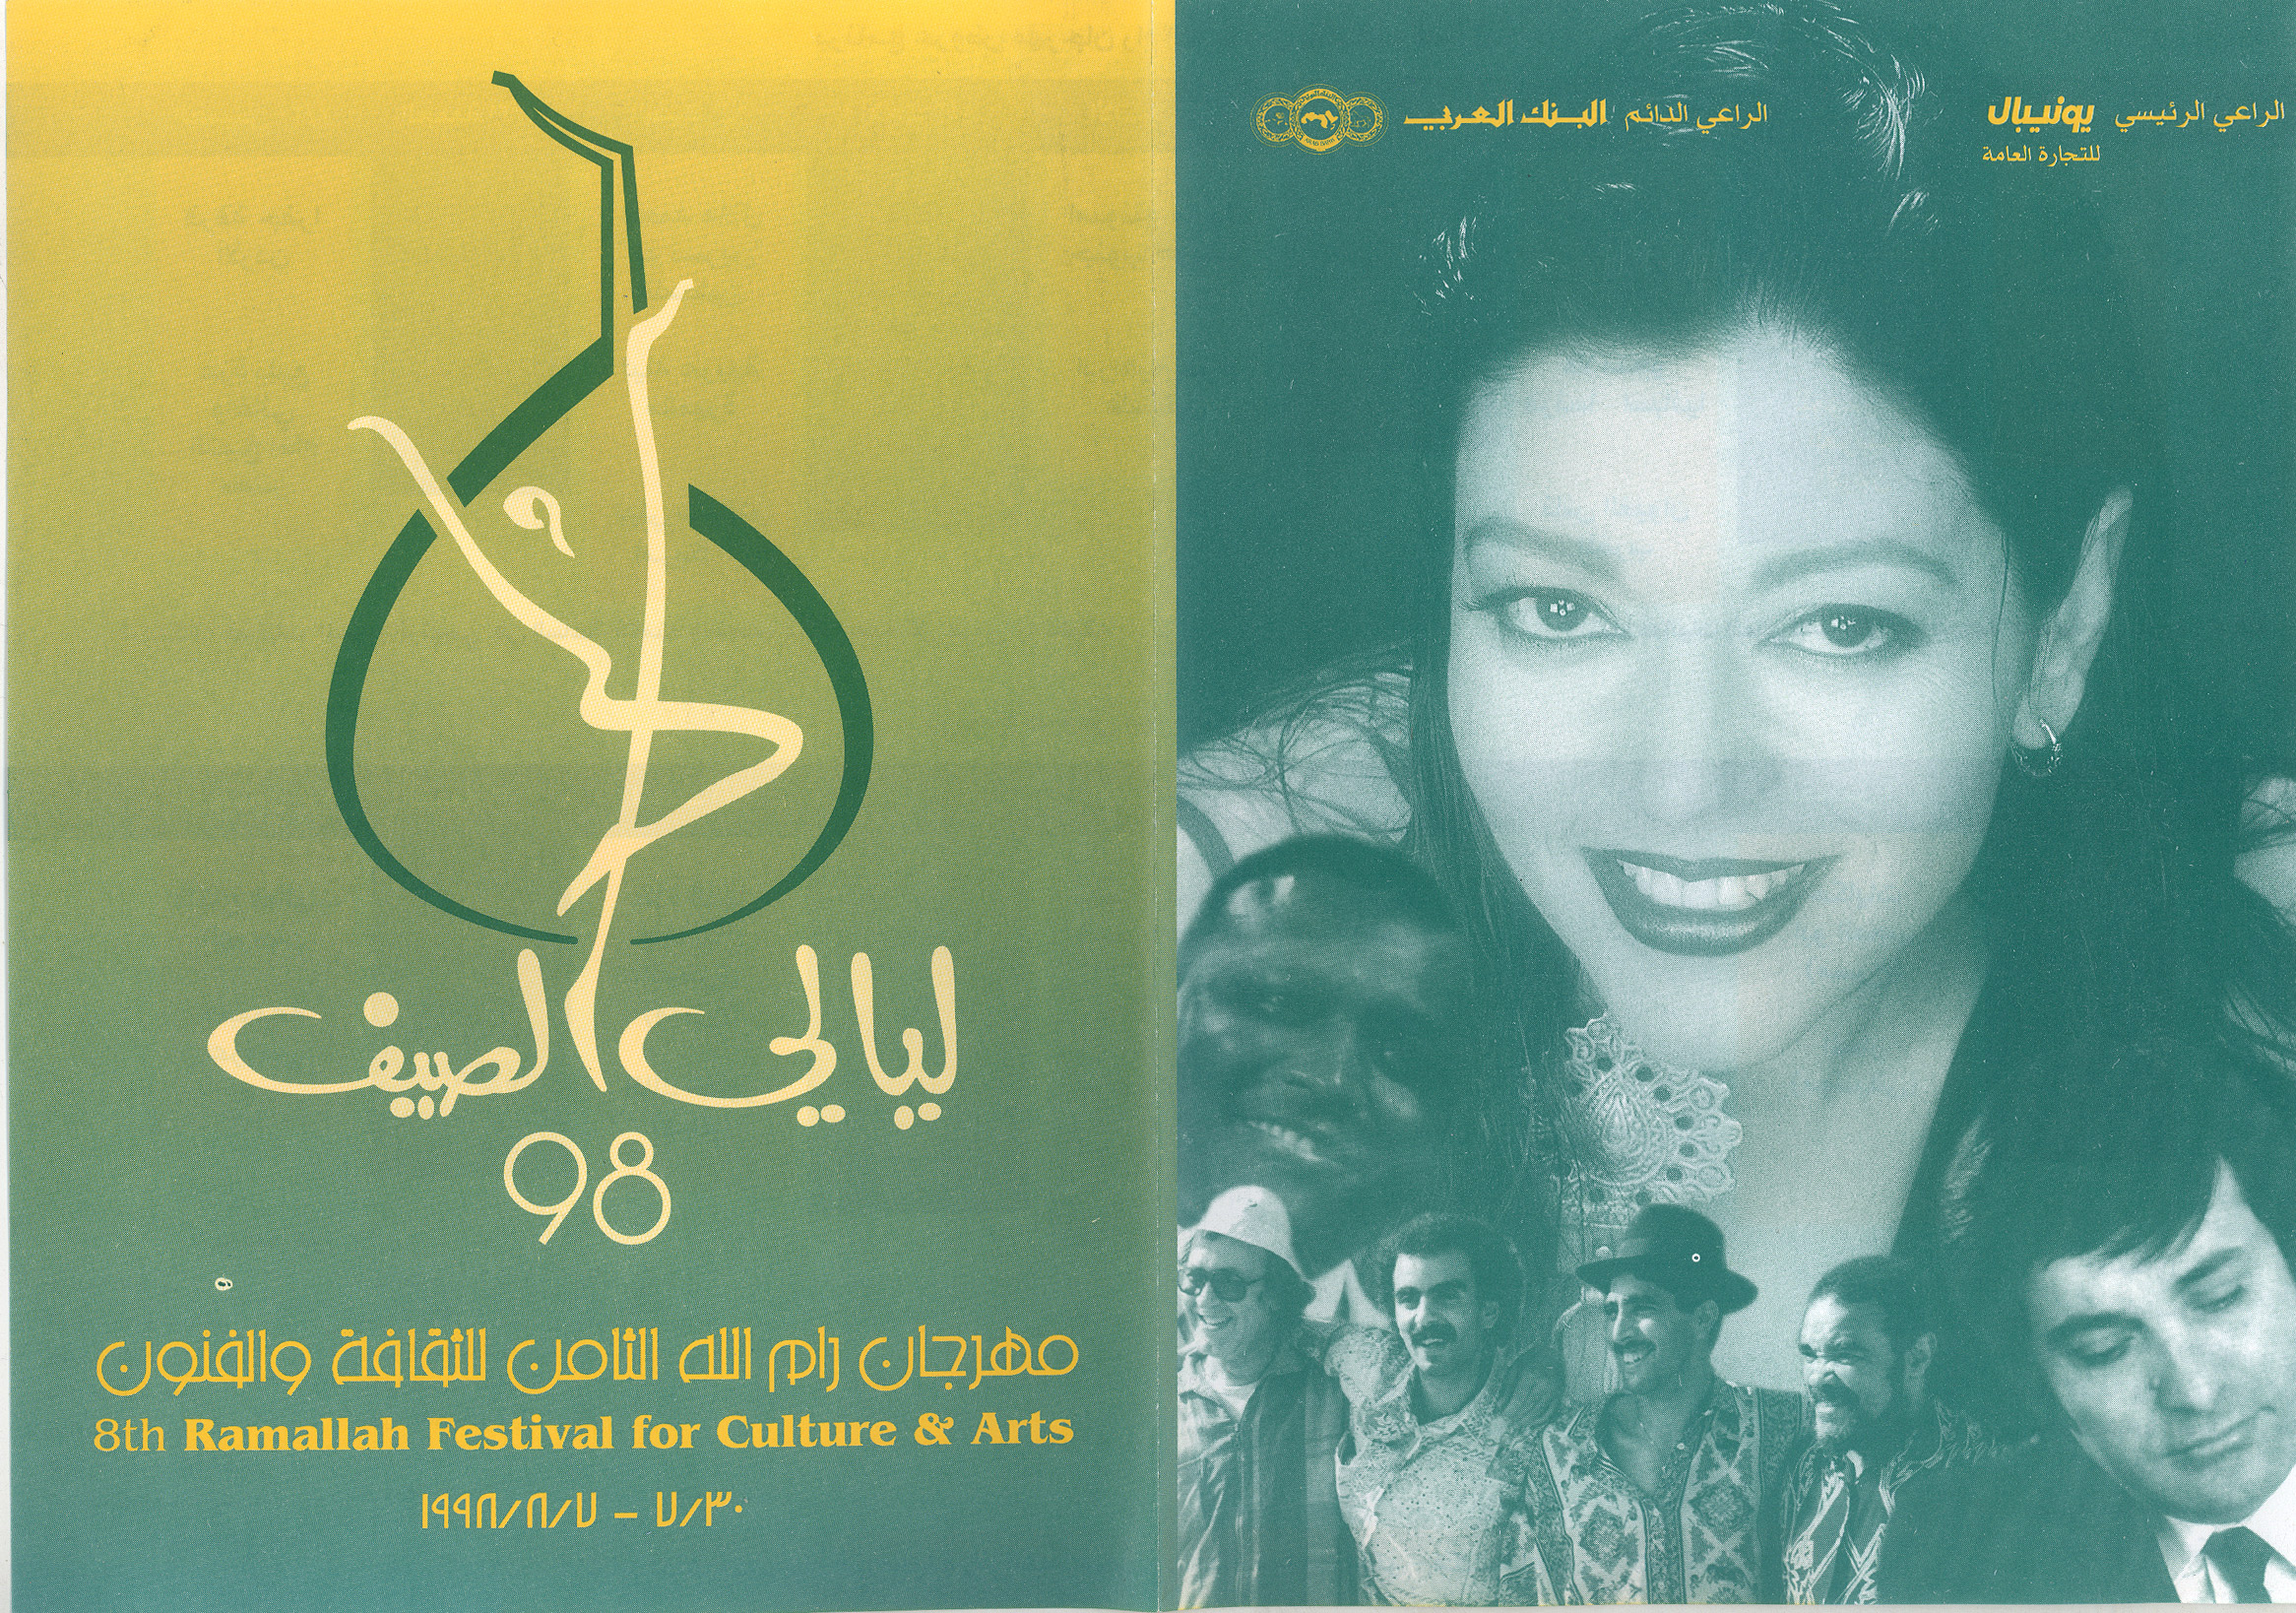 ليالي الصيف
98
مهرجان رام الله الثامن للثقافة والفنون
8th Ramallah Festival for Culture & Arts
٧/٣٠ – ١٩٩٨/٨/٧
الراعي الرئيسي يونيبال
للتجارة العامة
الراعي الدائم البنك العربي